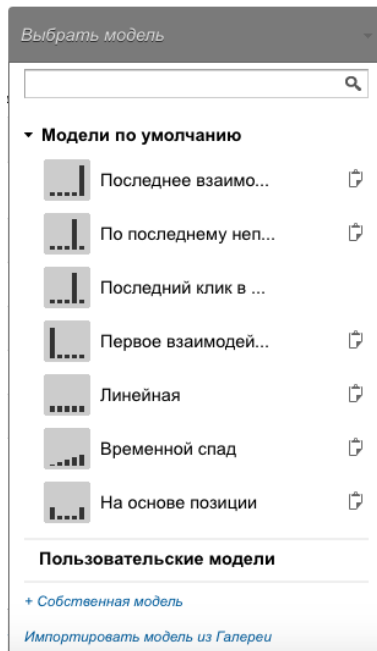 Выбрать модель
Модели по умолчанию
Последнее взаимо...
По последнему неп...
Последний клик в ...
Первое взаимодей...
Линейная
Временной спад
На основе позиции
Пользовательские модели
+ Собственная модель
Импортировать модель из Галереи